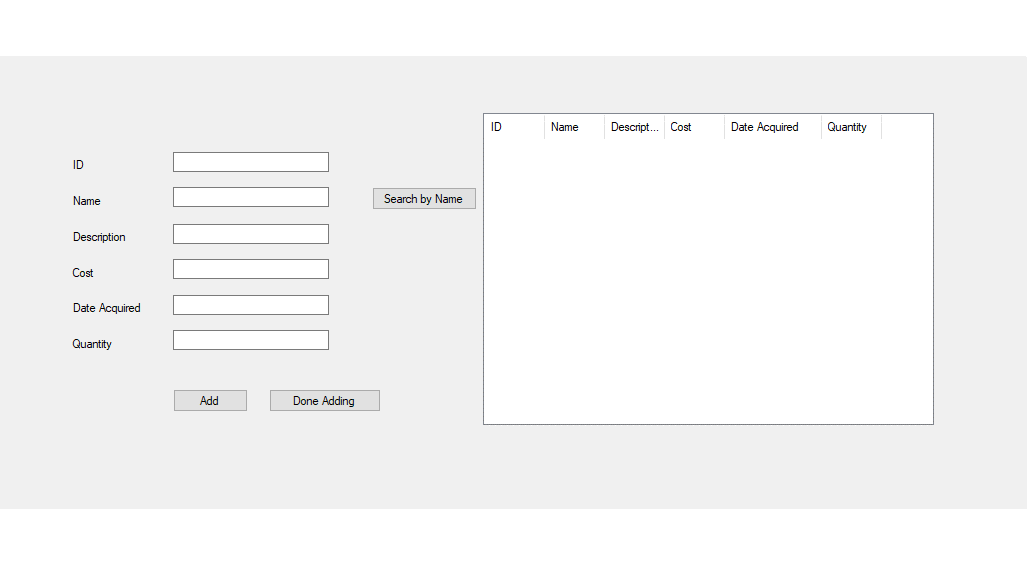 ID Name Descript... Cost Date Acquired Quantity
ID
Name
Search by Name
Description
Cost
Date Acquired
Quantity
Add
Done Adding